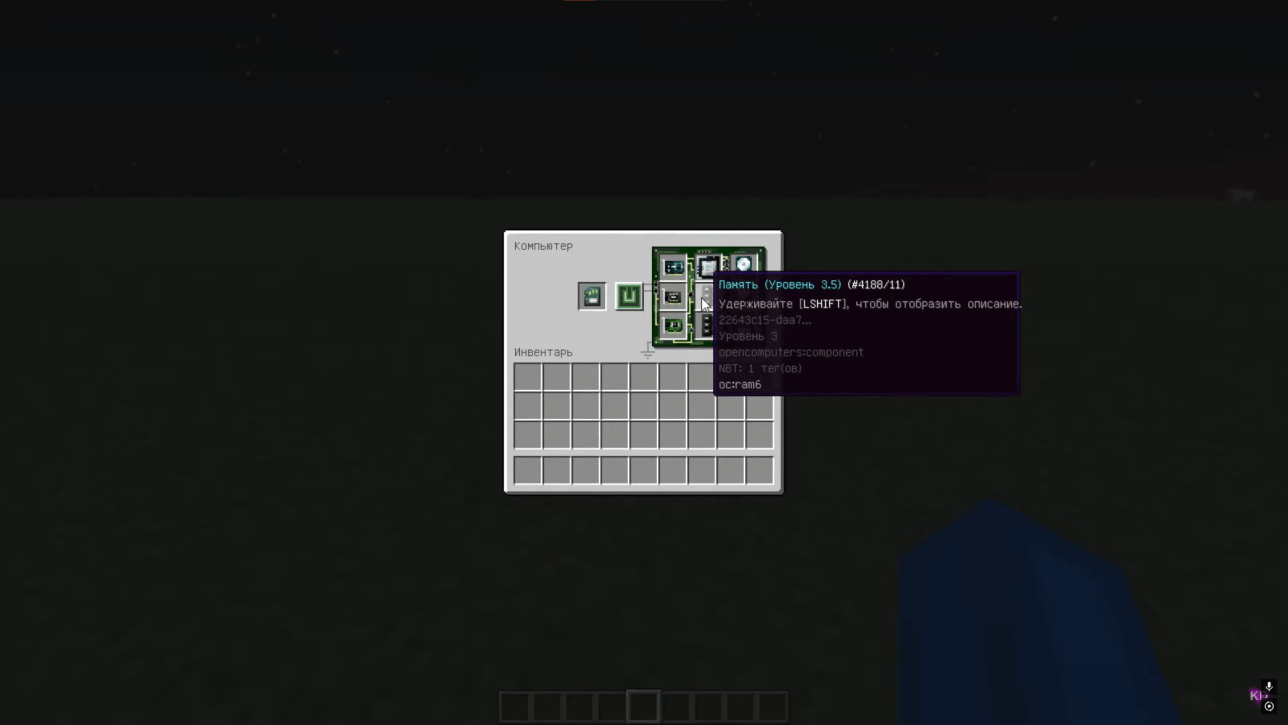 Компьютер
Память (Уровень 3.5) (#4188/11)
Удерживайте [LSHIFT], чтобы отобразить описание.
22643c15-daa7...
Уровень 3
opencomputers:component
NBT: 1 тег(ов)
oc:ram6
Инвентарь